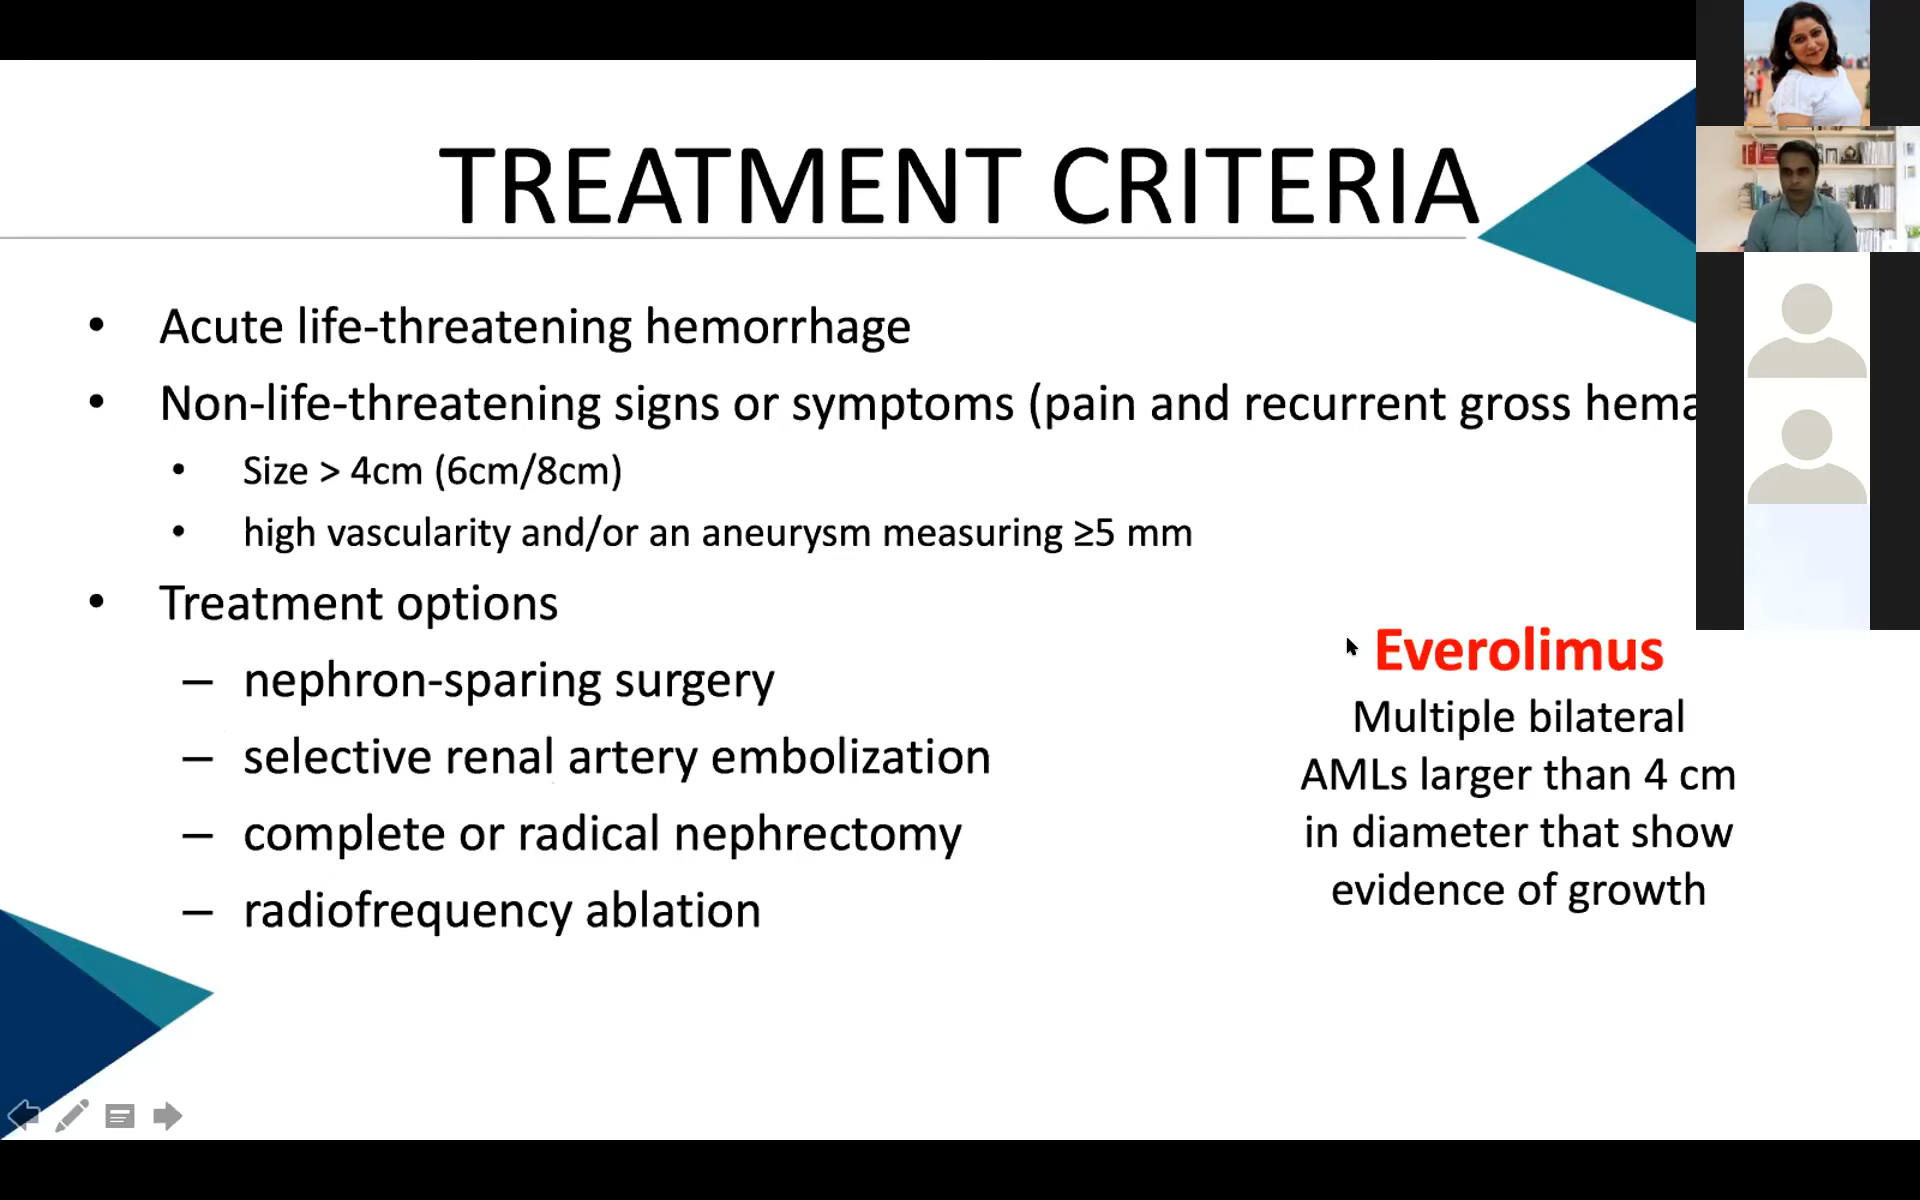 TREATMENT CRITERIA
• Acute life-threatening hemorrhage
• Non-life-threatening signs or symptoms (pain and recurrent gross hema
• Size > 4cm (6cm/8cm)
• high vascularity and/or an aneurysm measuring ≥5 mm
• Treatment options
– nephron-sparing surgery
– selective renal artery embolization
– complete or radical nephrectomy
– radiofrequency ablation
Everolimus
Multiple bilateral
AMLs larger than 4 cm
in diameter that show
evidence of growth